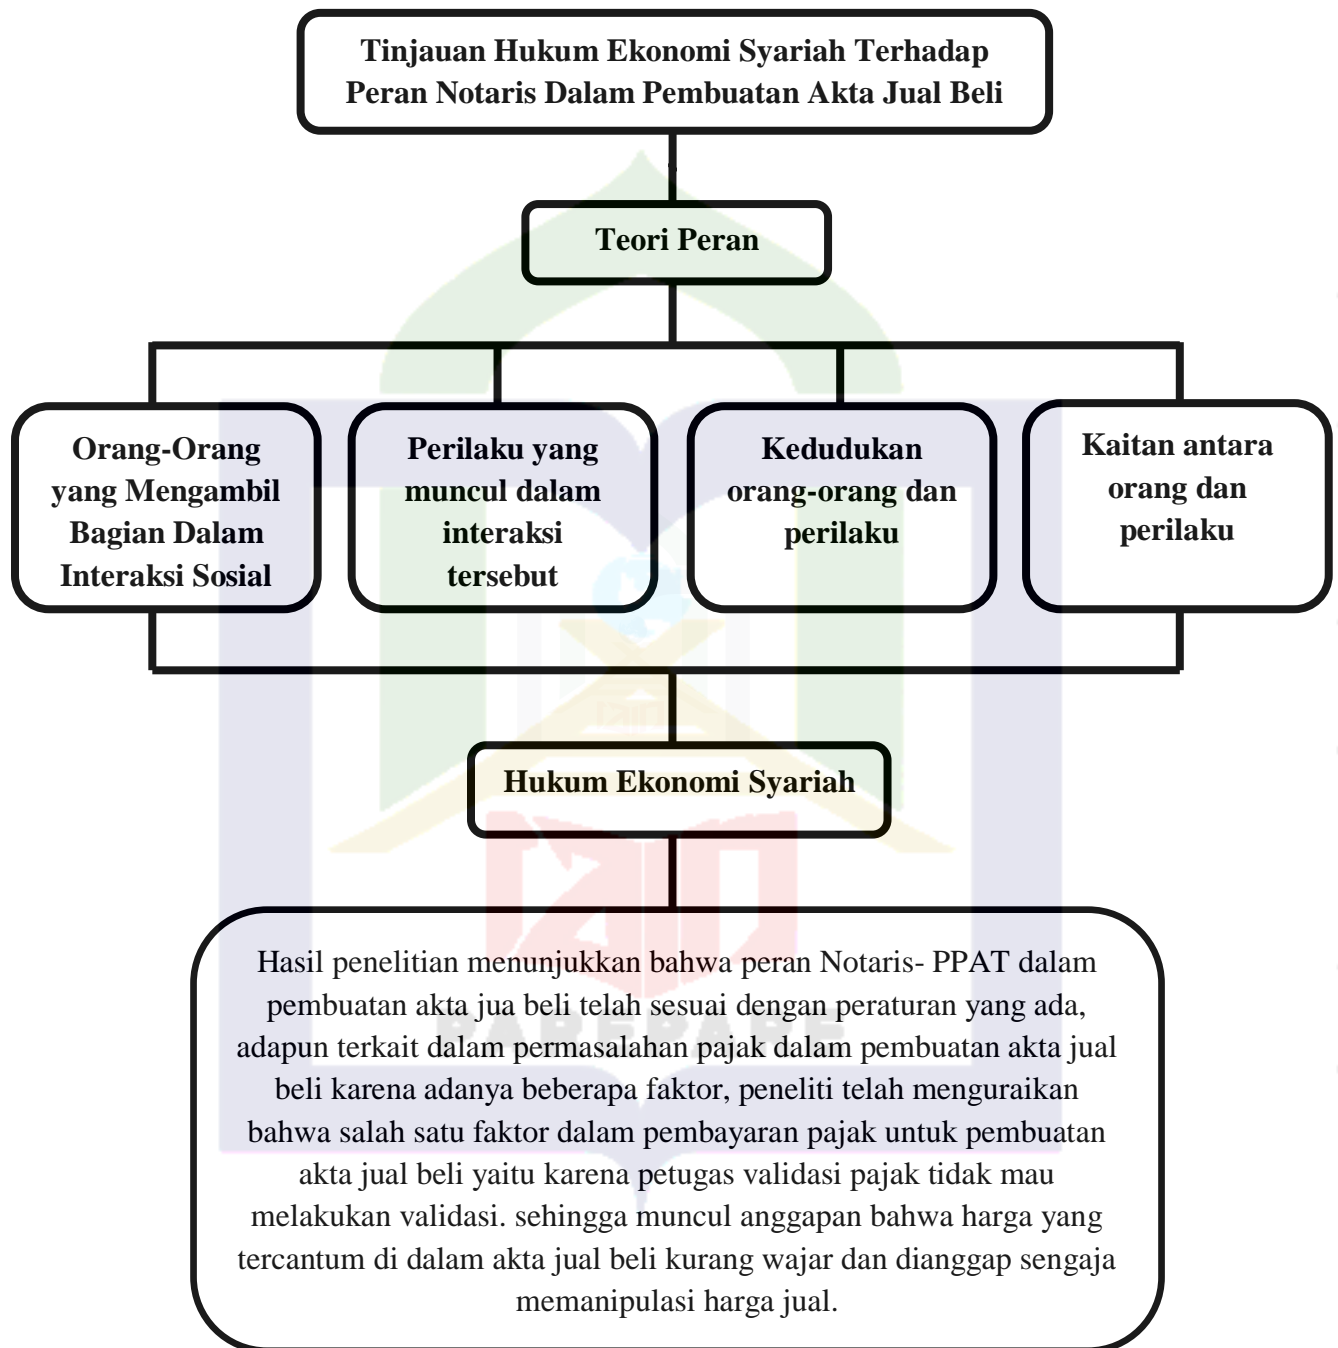 Tinjauan Hukum Ekonomi Syariah Terhadap
Peran Notaris Dalam Pembuatan Akta Jual Beli
Teori Peran
Orang-Orang
yang Mengambil
Bagian Dalam
Interaksi Sosial
Perilaku yang
muncul dalam
interaksi
tersebut
Kedudukan
orang-orang dan
perilaku
Kaitan antara
orang dan
perilaku
Hukum Ekonomi Syariah
Hasil penelitian menunjukkan bahwa peran Notaris- PPAT dalam
pembuatan akta jua beli telah sesuai dengan peraturan yang ada,
adapun terkait dalam permasalahan pajak dalam pembuatan akta jual
beli karena adanya beberapa faktor, peneliti telah menguraikan
bahwa salah satu faktor dalam pembayaran pajak untuk pembuatan
akta jual beli yaitu karena petugas validasi pajak tidak mau
melakukan validasi. sehingga muncul anggapan bahwa harga yang
tercantum di dalam akta jual beli kurang wajar dan dianggap sengaja
memanipulasi harga jual.
PAREPARE